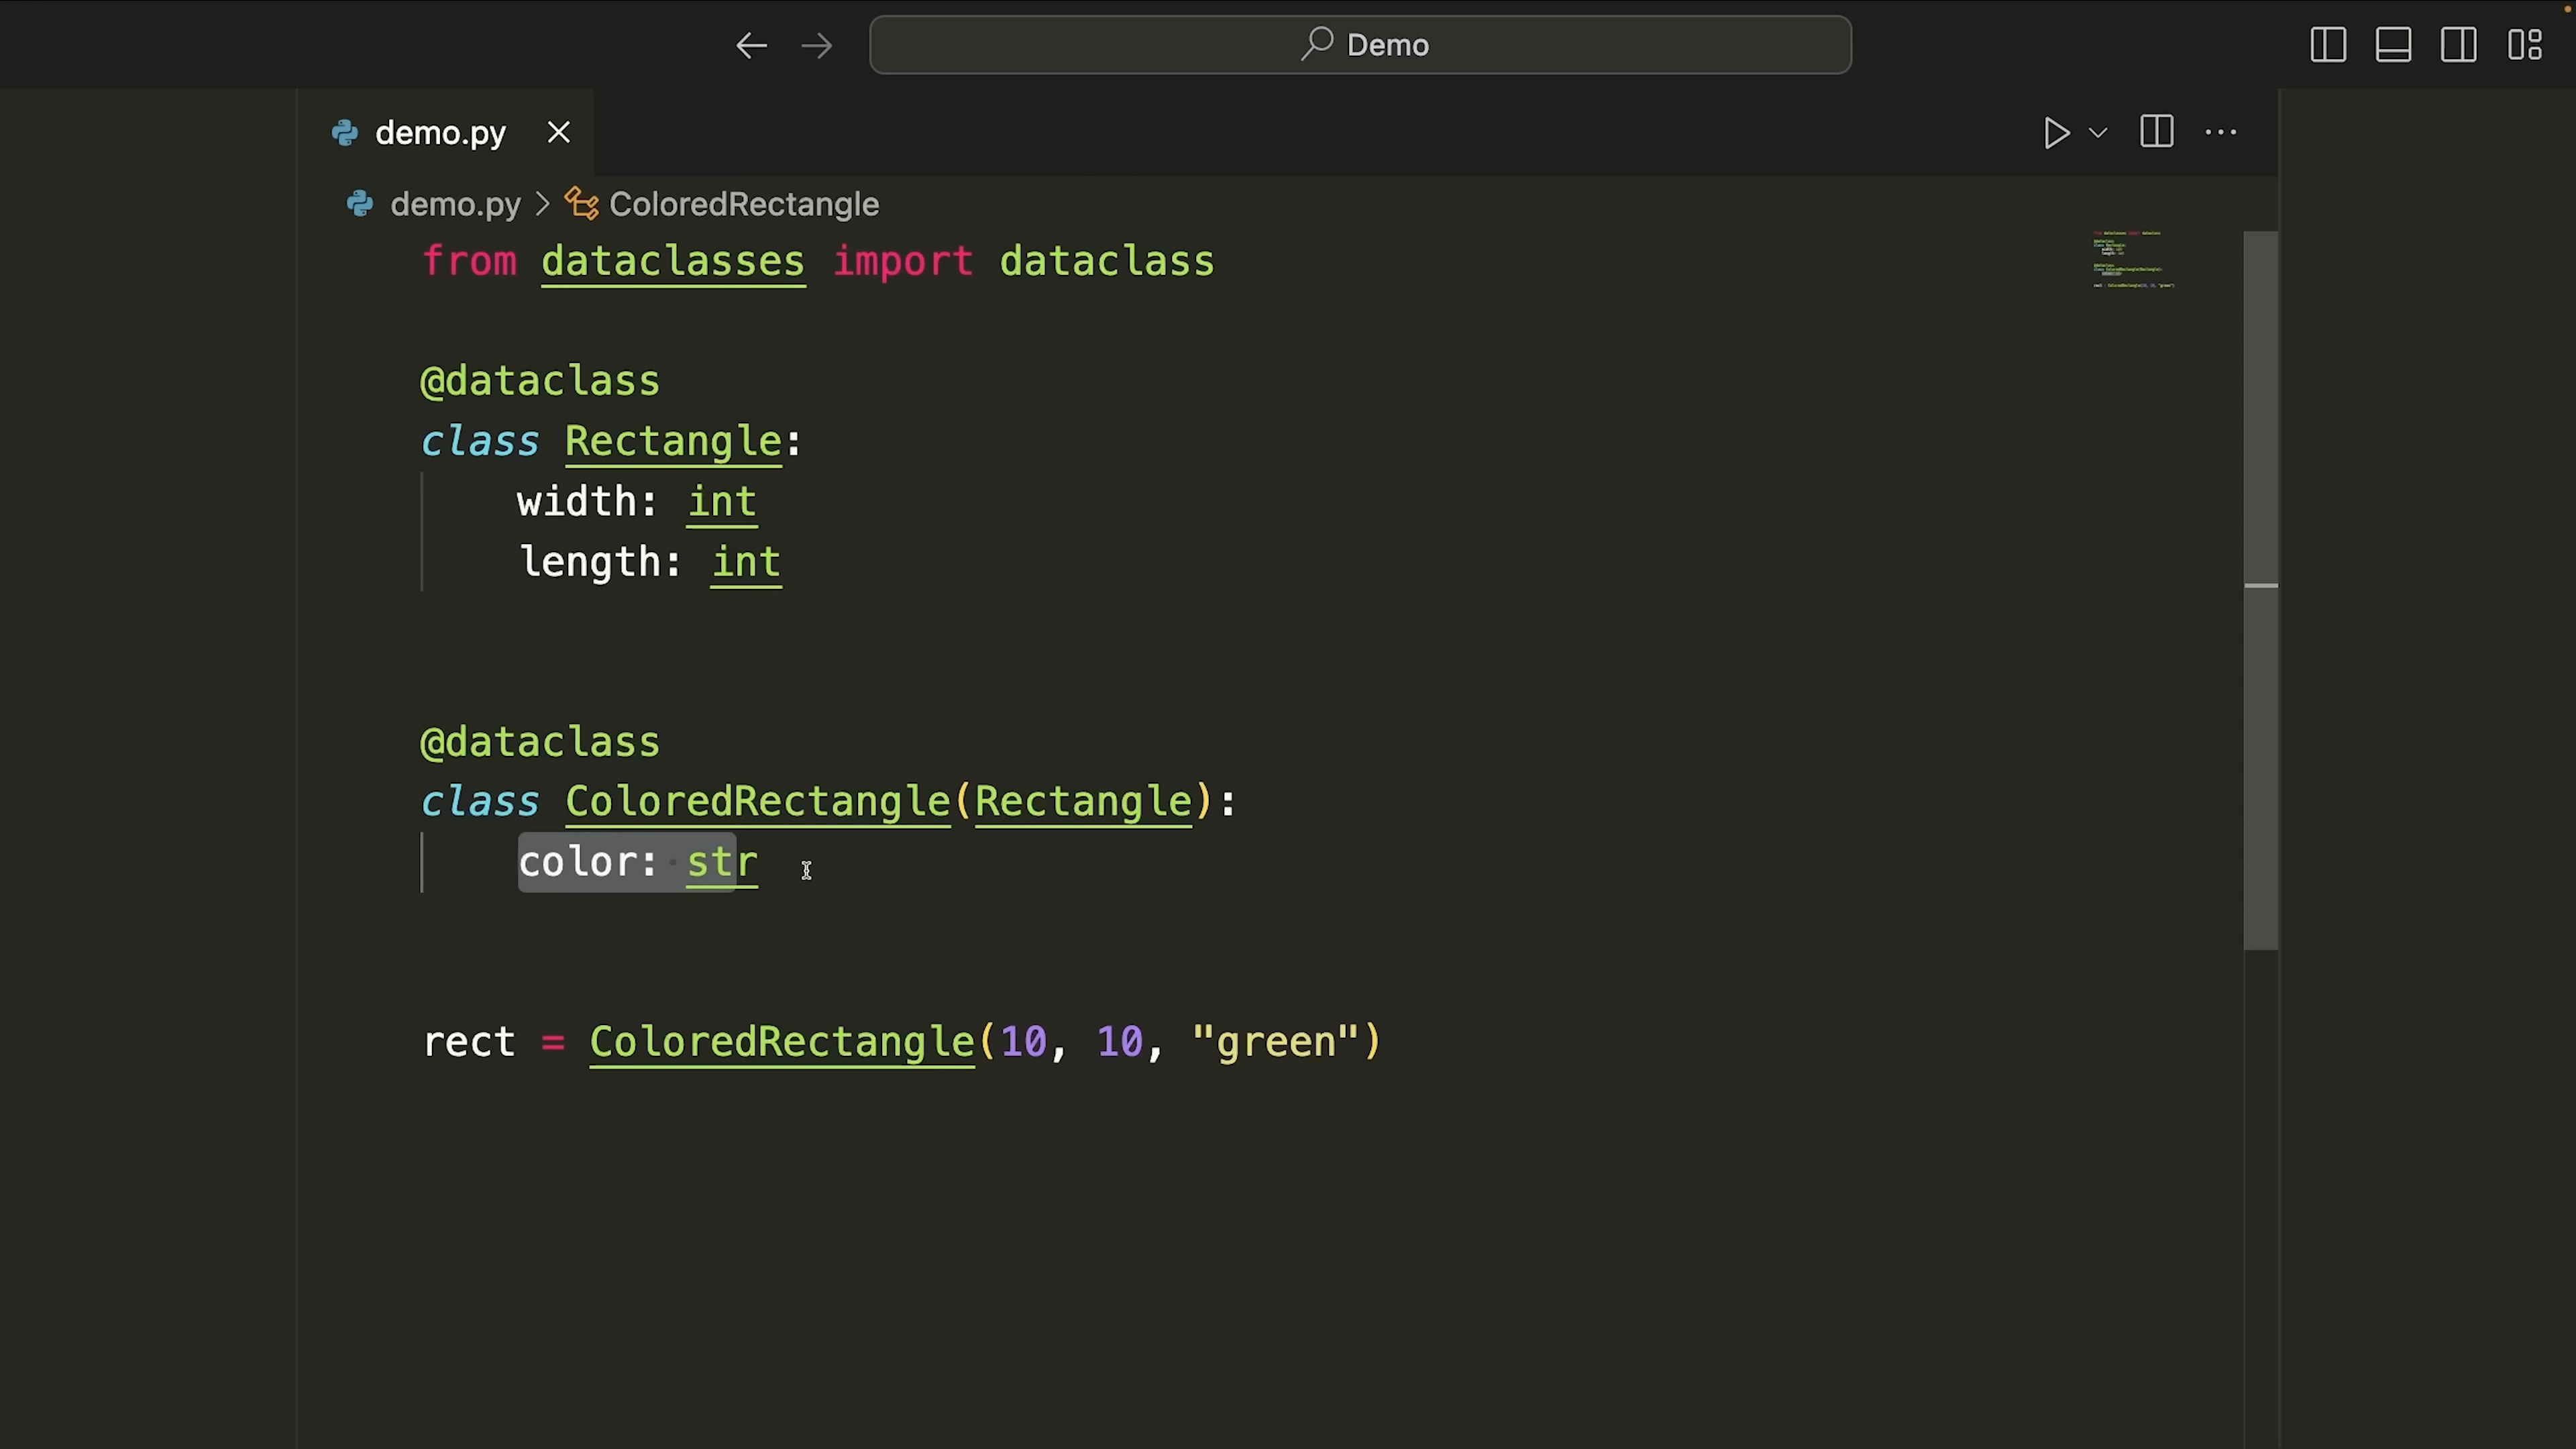 Demo
demo.py
demo.py > ColoredRectangle
from dataclasses import dataclass
@dataclass
class Rectangle:
width: int
length: int
@dataclass
class ColoredRectangle(Rectangle):
color: str
rect = ColoredRectangle(10, 10, "green")